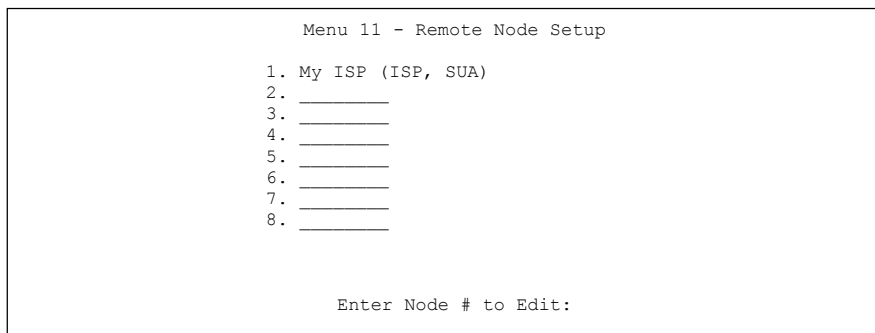 Menu 11 - Remote Node Setup
1. My ISP (ISP, SUA)
2. ________
3. ________
4. ________
5. ________
6. ________
7. ________
8. ________
Enter Node # to Edit: